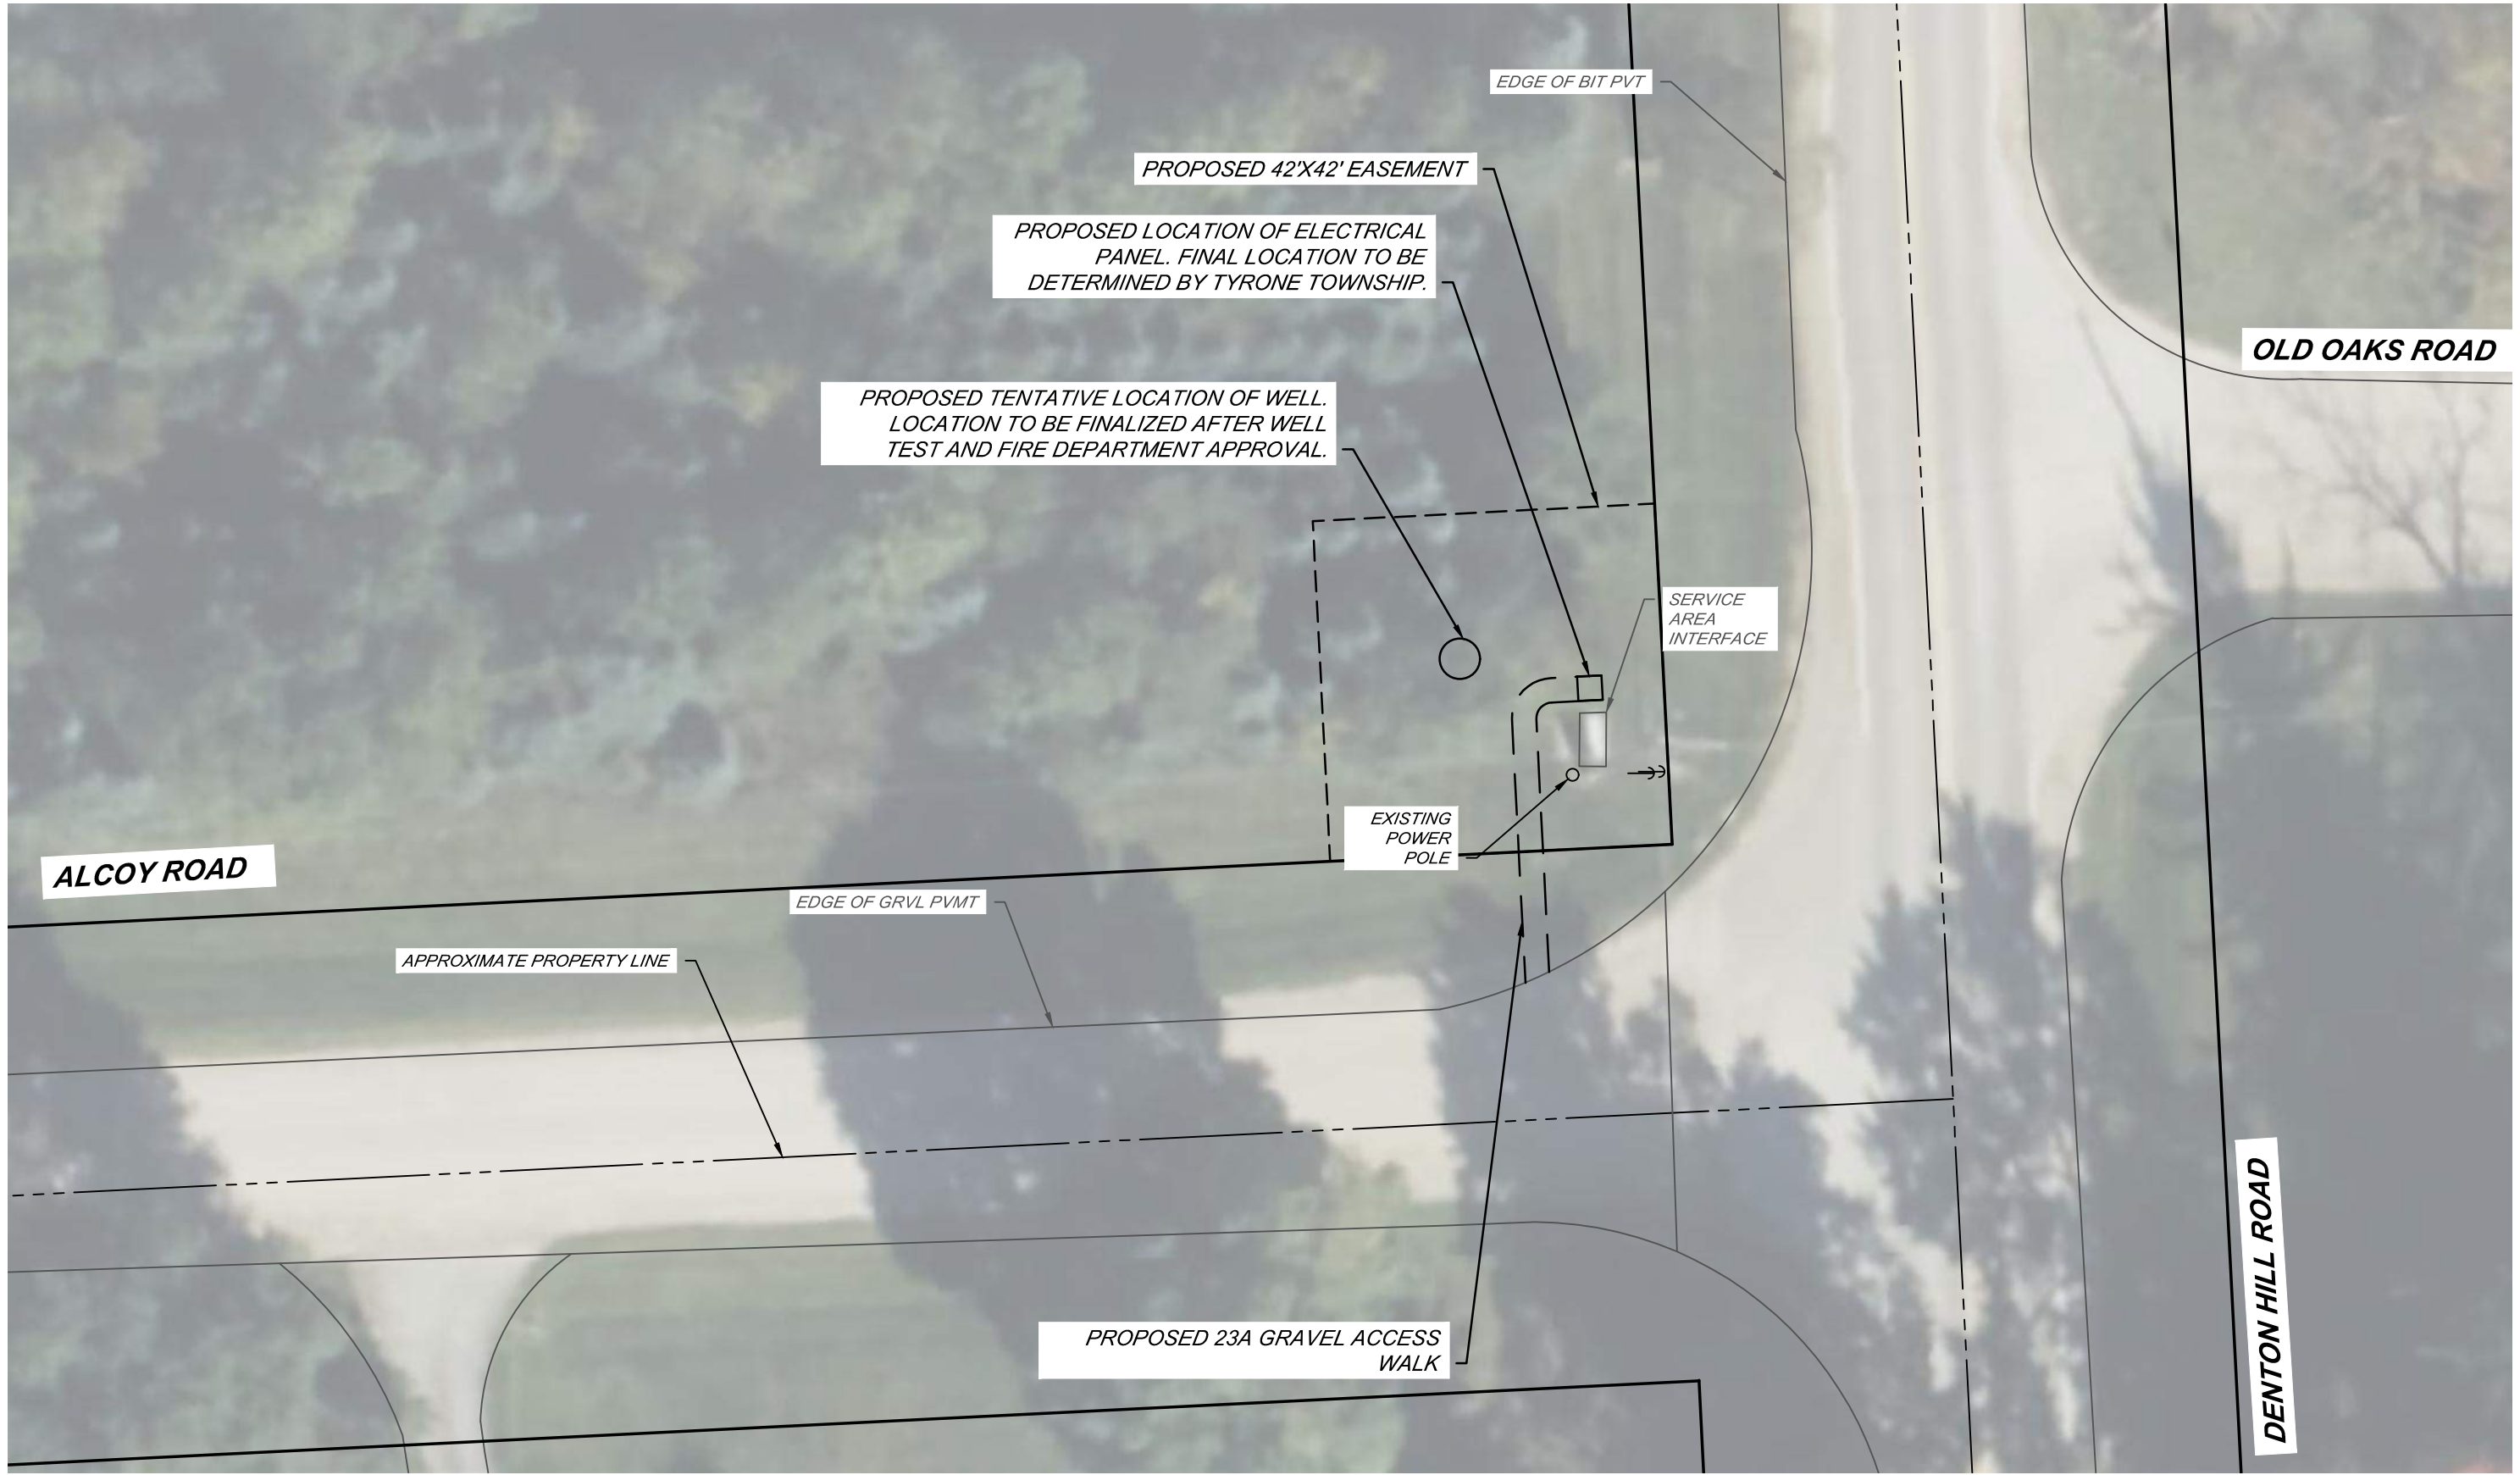 EDGE OF BIT PVT
PROPOSED 42'X42' EASEMENT
PROPOSED LOCATION OF ELECTRICAL
PANEL. FINAL LOCATION TO BE
DETERMINED BY TYRONE TOWNSHIP.
OLD OAKS ROAD
PROPOSED TENTATIVE LOCATION OF WELL.
LOCATION TO BE FINALIZED AFTER WELL
TEST AND FIRE DEPARTMENT APPROVAL.
SERVICE
AREA
INTERFACE
EXISTING
POWER
POLE
ALCOY ROAD
EDGE OF GRVL PVMT
APPROXIMATE PROPERTY LINE
PROPOSED 23A GRAVEL ACCESS
WALK
DENTON HILL ROAD